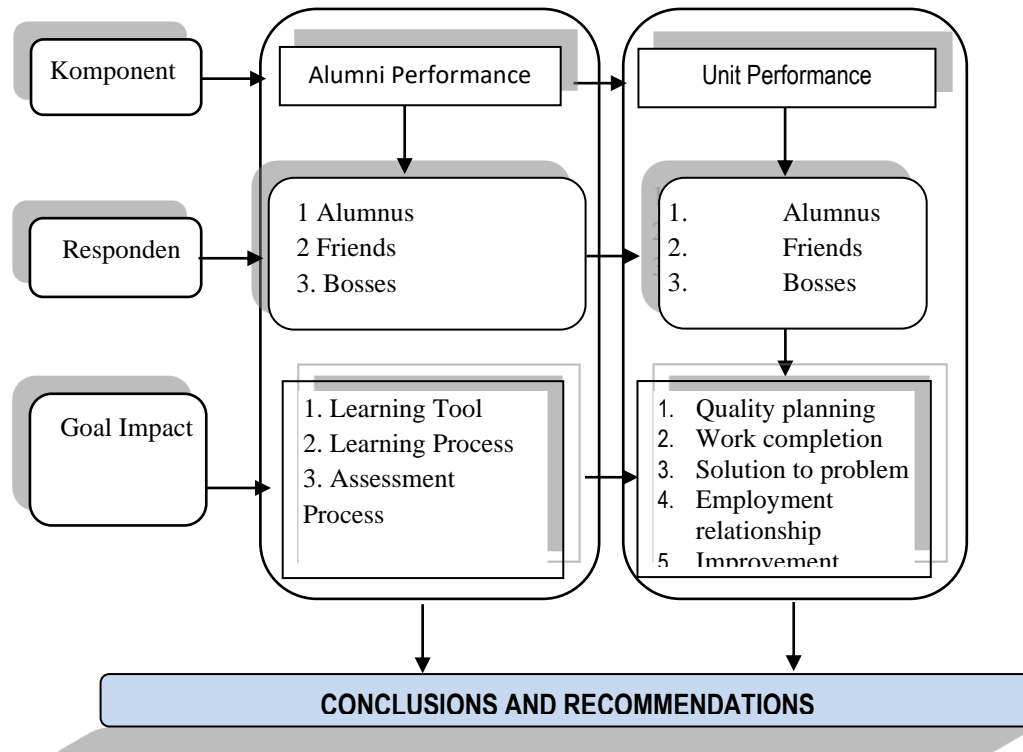 Komponent
Alumni Performance
Unit Performance
Responden
1 Alumnus
2 Friends
3. Bosses
1. Alumnus
2. Friends
3. Bosses
Goal Impact
1. Learning Tool
2. Learning Process
3. Assessment
Process
1. Quality planning
2. Work completion
3. Solution to problem
4. Employment
relationship
5 Improvement
CONCLUSIONS AND RECOMMENDATIONS